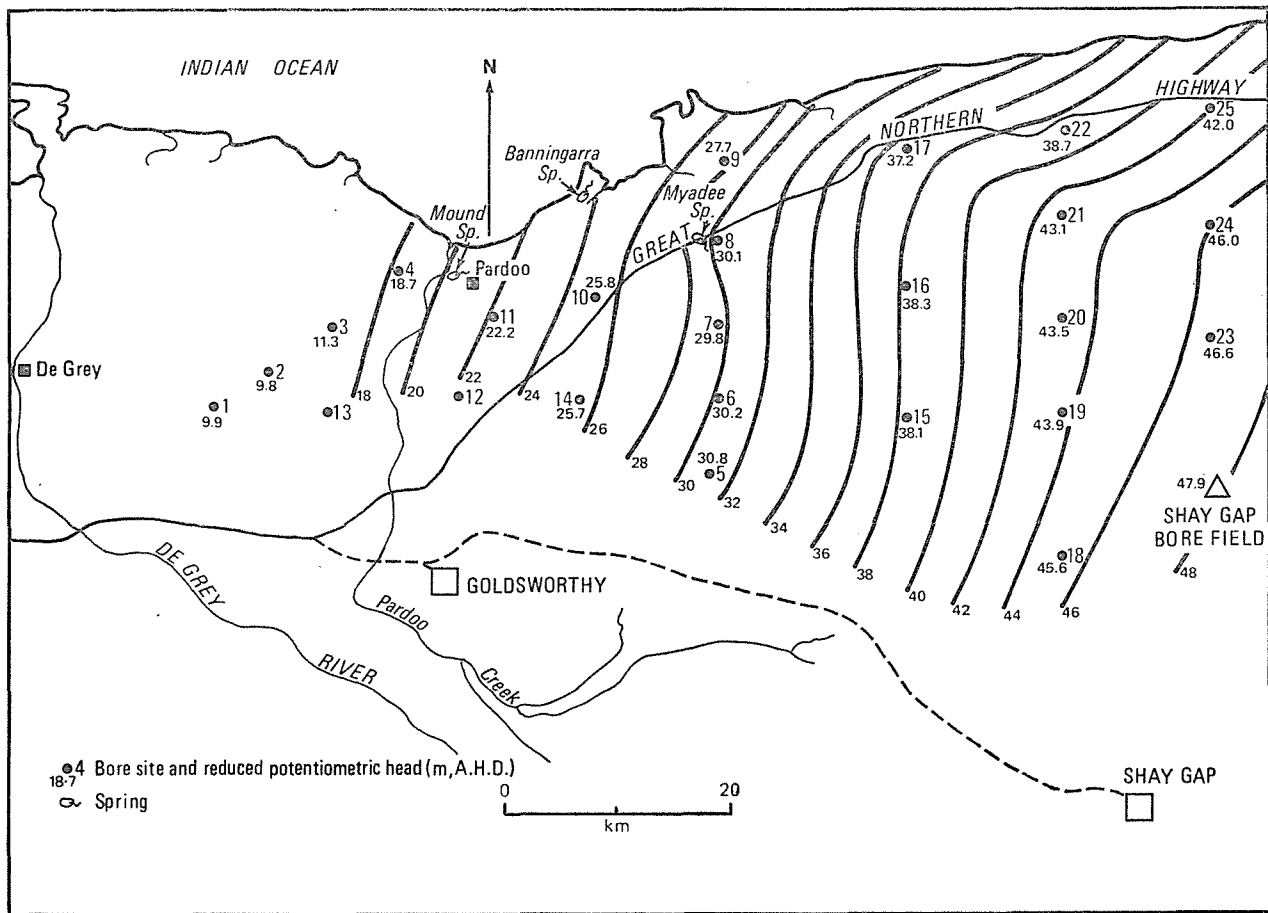 INDIAN OCEAN
N
HIGHWAY
NORTHERN
GREAT
25
42.0
22
38.7
17
37.2
27.7
9
Banningarra
Sp.
Myadee
Sp.
Mound
Sp.
Pardoo
8
30.1
21
43.1
24
46.0
4
18.7
25.8
10
16
38.3
11
22.2
3
11.3
7
29.8
20
43.5
23
46.6
De Grey
2
9.8
1
9.9
13
12
14
25.7
6
30.2
15
38.1
19
43.9
18
20
22
24
26
28
30
30.8
5
32
34
36
38
40
42
44
46
48
18
45.6
47.9
SHAY GAP
BORE FIELD
GOLDSWORTHY
DE GREY
RIVER
Pardoo
Creek
4 Bore site and reduced potentiometric head (m, A.H.D.)
18·7
Spring
0 20
km
SHAY GAP